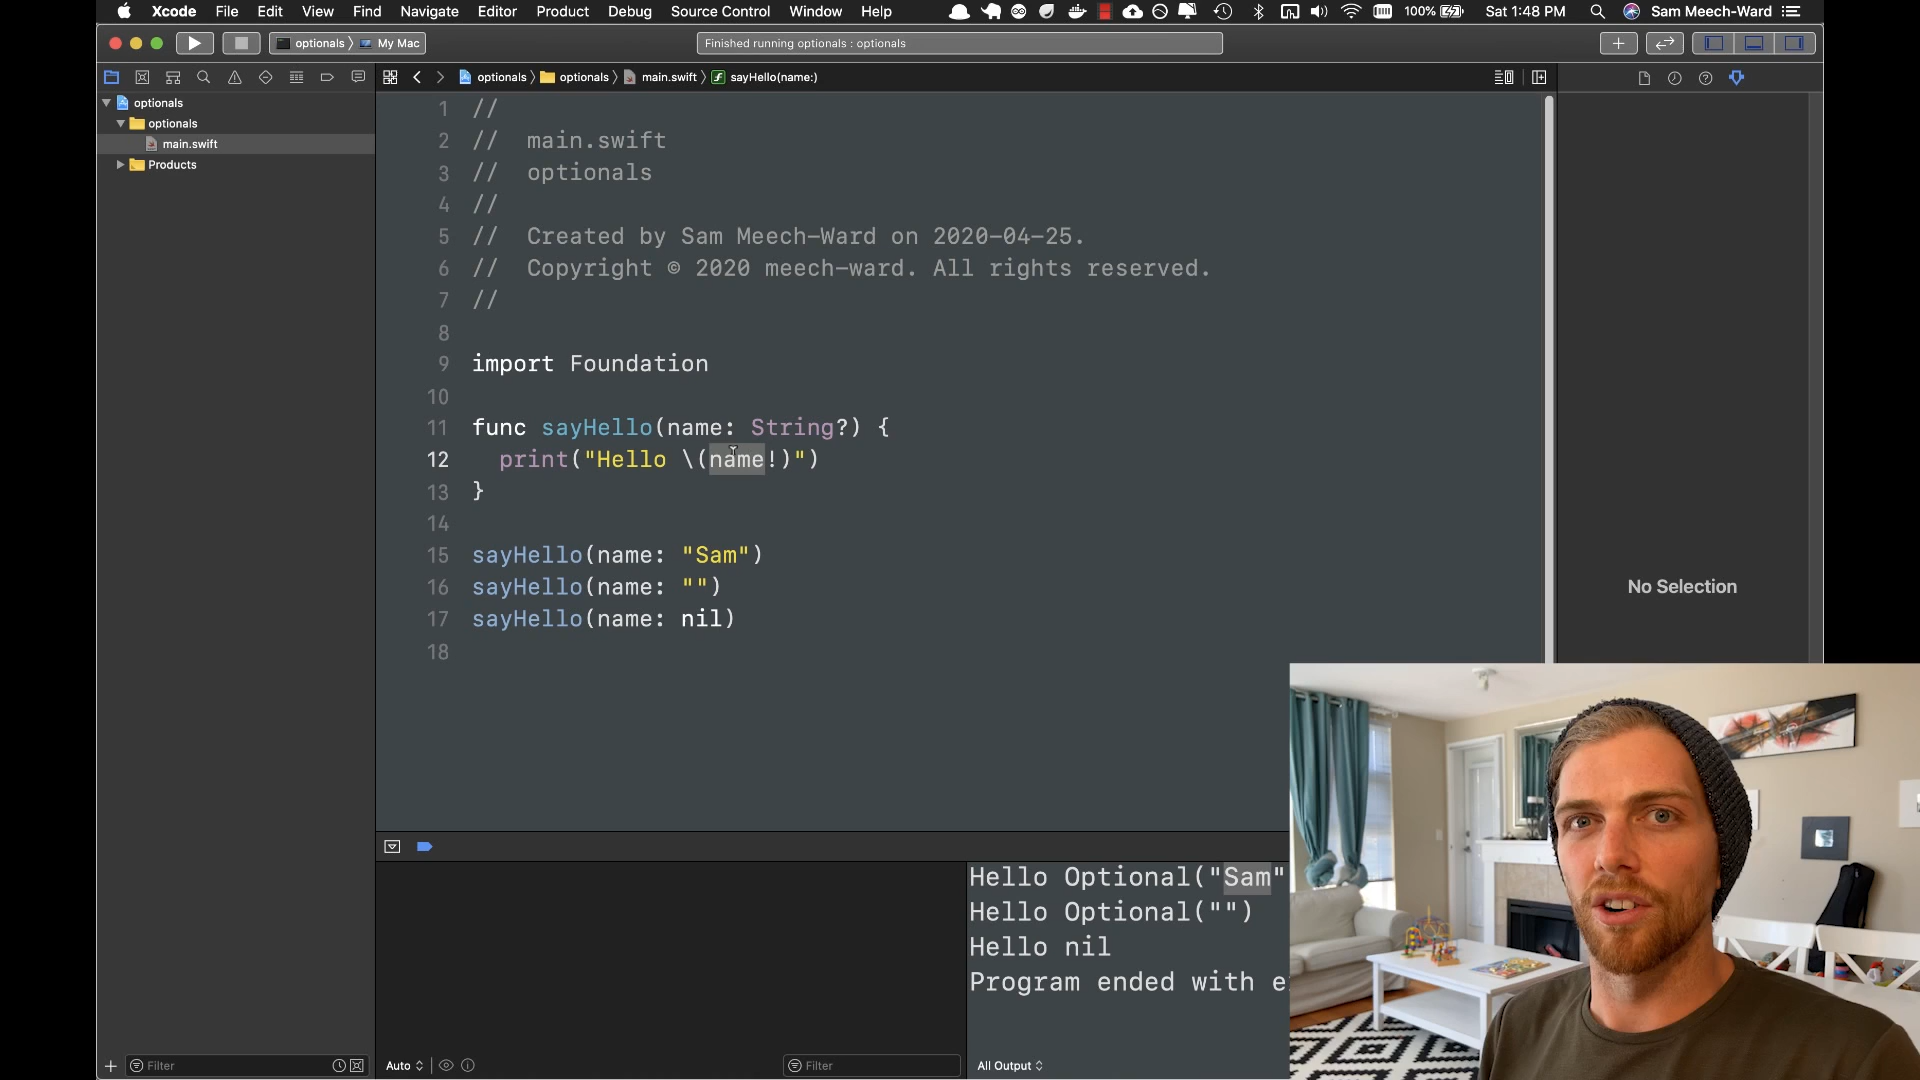 Xcode File Edit View Find Navigate Editor Product Debug Source Control Window Help 100% Sat 1:48 PM Sam Meech-Ward
optionals My Mac
Finished running optionals : optionals
optionals optionals main.swift sayHello(name:)
optionals
optionals
main.swift
Products
1 //
2 // main.swift
3 // optionals
4 //
5 // Created by Sam Meech-Ward on 2020-04-25.
6 // Copyright © 2020 meech-ward. All rights reserved.
7 //
8
9 import Foundation
10
11 func sayHello(name: String?) {
12 print("Hello \(name!)")
13 }
14
15 sayHello(name: "Sam")
16 sayHello(name: "")
17 sayHello(name: nil)
18
No Selection
Hello Optional("Sam"
Hello Optional("")
Hello nil
Program ended with e
Filter
Auto
Filter
All Output